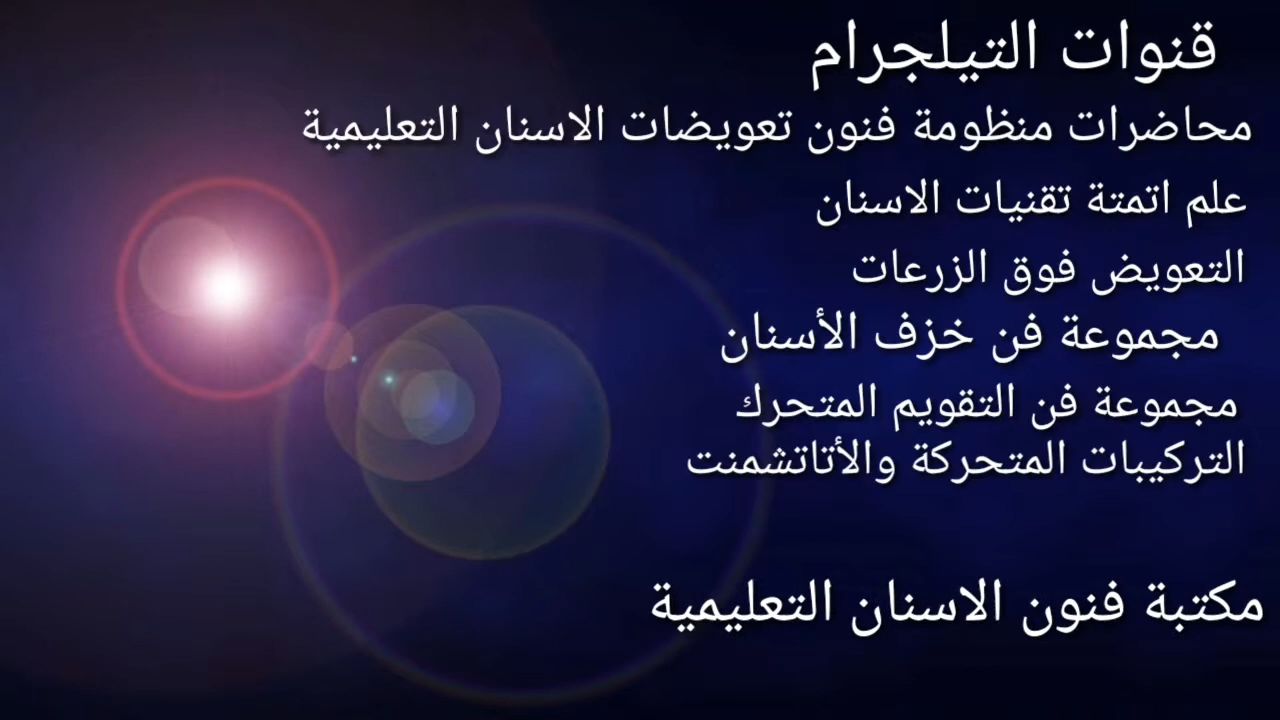 قنوات التيلجرام
محاضرات منظومة فنون تعويضات الاسنان التعليمية
علم اتمتة تقنيات الاسنان
التعويض فوق الزرعات
مجموعة فن خزف الأسنان
مجموعة فن التقويم المتحرك
التركيبات المتحركة والأتاتشمنت
مكتبة فنون الاسنان التعليمية